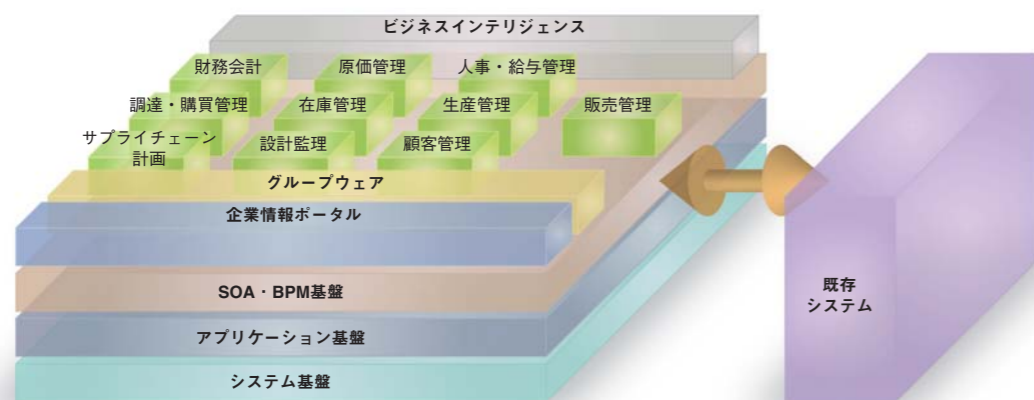 ビジネスインテリジェンス
財務会計
原価管理
人事・給与管理
調達・購買管理
在庫管理
生産管理
販売管理
サプライチェーン
計画
設計監理
顧客管理
グループウェア
企業情報ポータル
SOA・BPM基盤
アプリケーション基盤
システム基盤
既存
システム